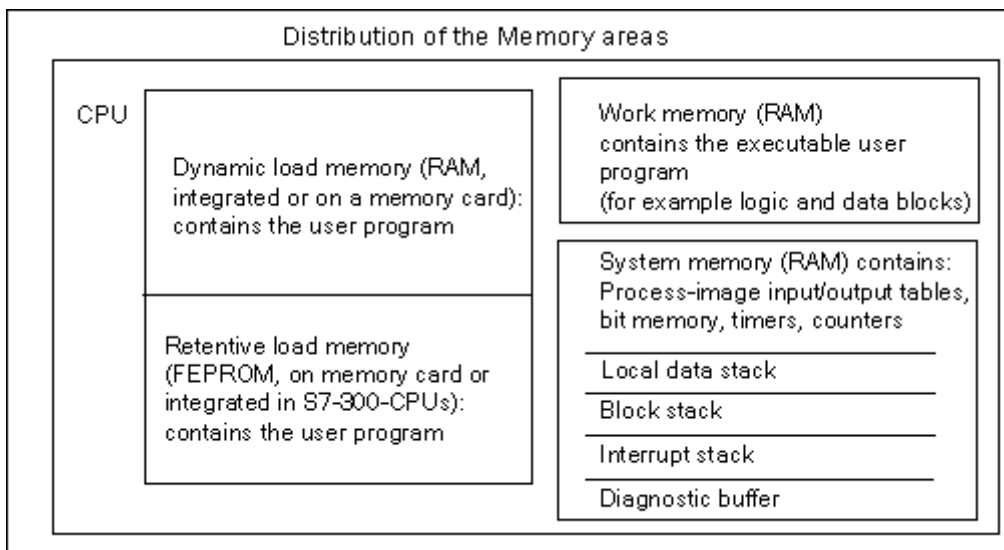 Distribution of the Memory areas
CPU
Dynamic load memory (RAM,
integrated or on a memory card):
contains the user program
Retentive load memory
(FEPROM, on memory card or
integrated in S7-300-CPUs):
contains the user program
Work memory (RAM)
contains the executable user
program
(for example logic and data blocks)
System memory (RAM) contains:
Process-image input/output tables,
bit memory, timers, counters
Local data stack
Block stack
Interrupt stack
Diagnostic buffer